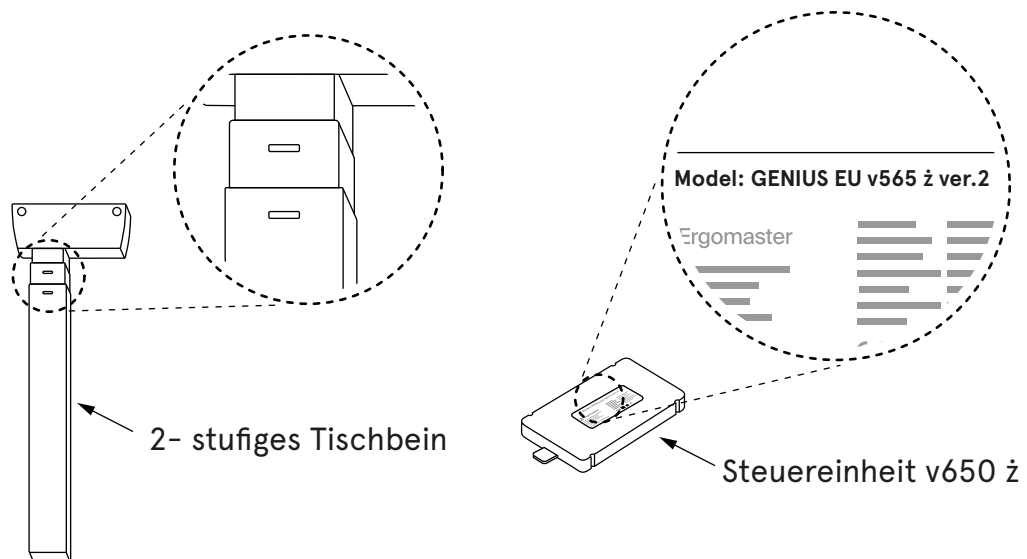 Model: GENIUS EU v565 ż ver.2
Ergomaster
2- stufiges Tischbein
Steuereinheit v650 ż